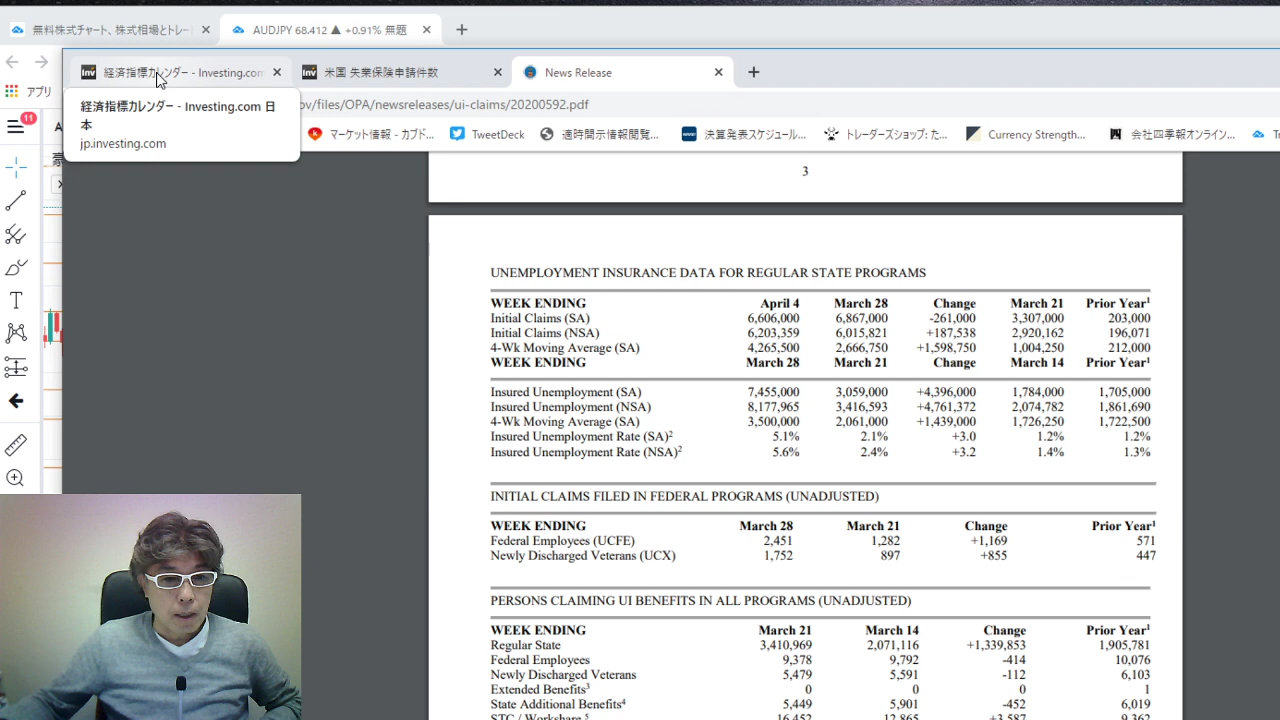 無料株式チャート、株式相場とトレー
AUDJPY 68.412 ▲ +0.91% 無題
経済指標カレンダー - Investing.com
米国 失業保険申請件数
News Release
アプリ
経済指標カレンダー - Investing.com 日
本
jp.investing.com
ov/files/OPA/newsreleases/ui-claims/20200592.pdf
11
マーケット情報 - カブド...
TweetDeck
適時開示情報閲覧...
決算発表スケジュール...
トレーダーズショップ: た...
Currency Strength...
会社四季報オンライン...
3
UNEMPLOYMENT INSURANCE DATA FOR REGULAR STATE PROGRAMS
WEEK ENDING April 4 March 28 Change March 21 Prior Year1
Initial Claims (SA) 6,606,000 6,867,000 -261,000 3,307,000 203,000
Initial Claims (NSA) 6,203,359 6,015,821 +187,538 2,920,162 196,071
4-Wk Moving Average (SA) 4,265,500 2,666,750 +1,598,750 1,004,250 212,000
WEEK ENDING March 28 March 21 Change March 14 Prior Year1
Insured Unemployment (SA) 7,455,000 3,059,000 +4,396,000 1,784,000 1,705,000
Insured Unemployment (NSA) 8,177,965 3,416,593 +4,761,372 2,074,782 1,861,690
4-Wk Moving Average (SA) 3,500,000 2,061,000 +1,439,000 1,726,250 1,722,500
Insured Unemployment Rate (SA)2 5.1% 2.1% +3.0 1.2% 1.2%
Insured Unemployment Rate (NSA)2 5.6% 2.4% +3.2 1.4% 1.3%
INITIAL CLAIMS FILED IN FEDERAL PROGRAMS (UNADJUSTED)
WEEK ENDING March 28 March 21 Change Prior Year1
Federal Employees (UCFE) 2,451 1,282 +1,169 571
Newly Discharged Veterans (UCX) 1,752 897 +855 447
PERSONS CLAIMING UI BENEFITS IN ALL PROGRAMS (UNADJUSTED)
WEEK ENDING March 21 March 14 Change Prior Year1
Regular State 3,410,969 2,071,116 +1,339,853 1,905,781
Federal Employees 9,378 9,792 -414 10,076
Newly Discharged Veterans 5,479 5,591 -112 6,103
Extended Benefits3 0 0 0 1
State Additional Benefits4 5,449 5,901 -452 6,019
STC / Workshare 5 16,452 12,865 +3,587